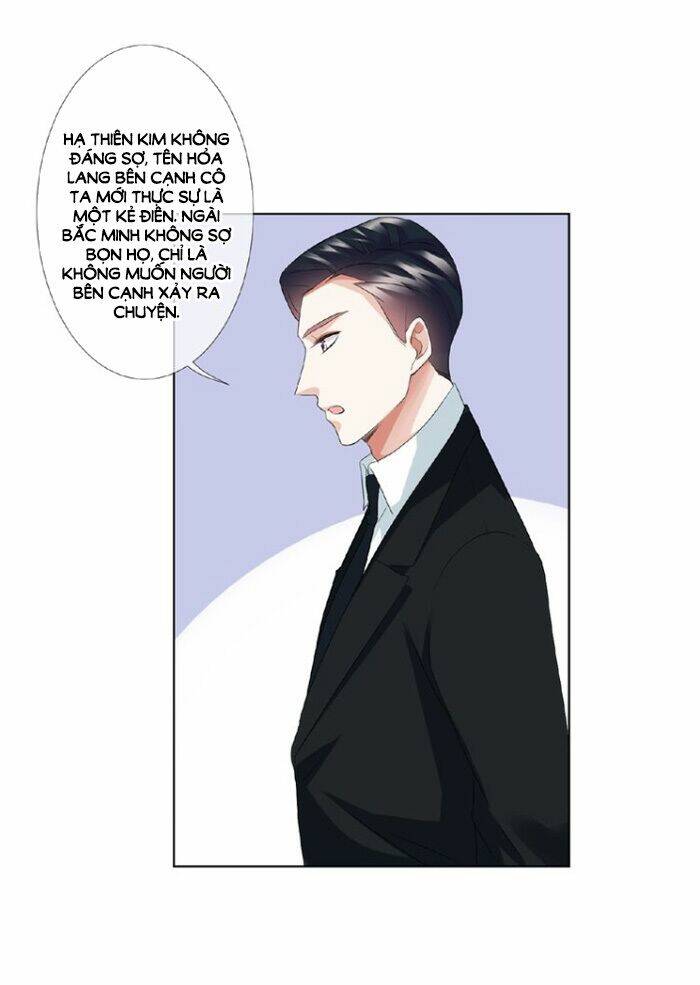 HẠ THIÊN KIM KHÔNG
ĐÁNG SỢ, TÊN HỎA
LANG BÊN CẠNH CÔ
TA MỚI THỰC SỰ LÀ
MỘT KẺ ĐIÊN. NGÀI
BẮC MINH KHÔNG SỢ
BỌN HỌ, CHỈ LÀ
KHÔNG MUỐN NGƯỜI
BÊN CẠNH XẢY RA
CHUYỆN.